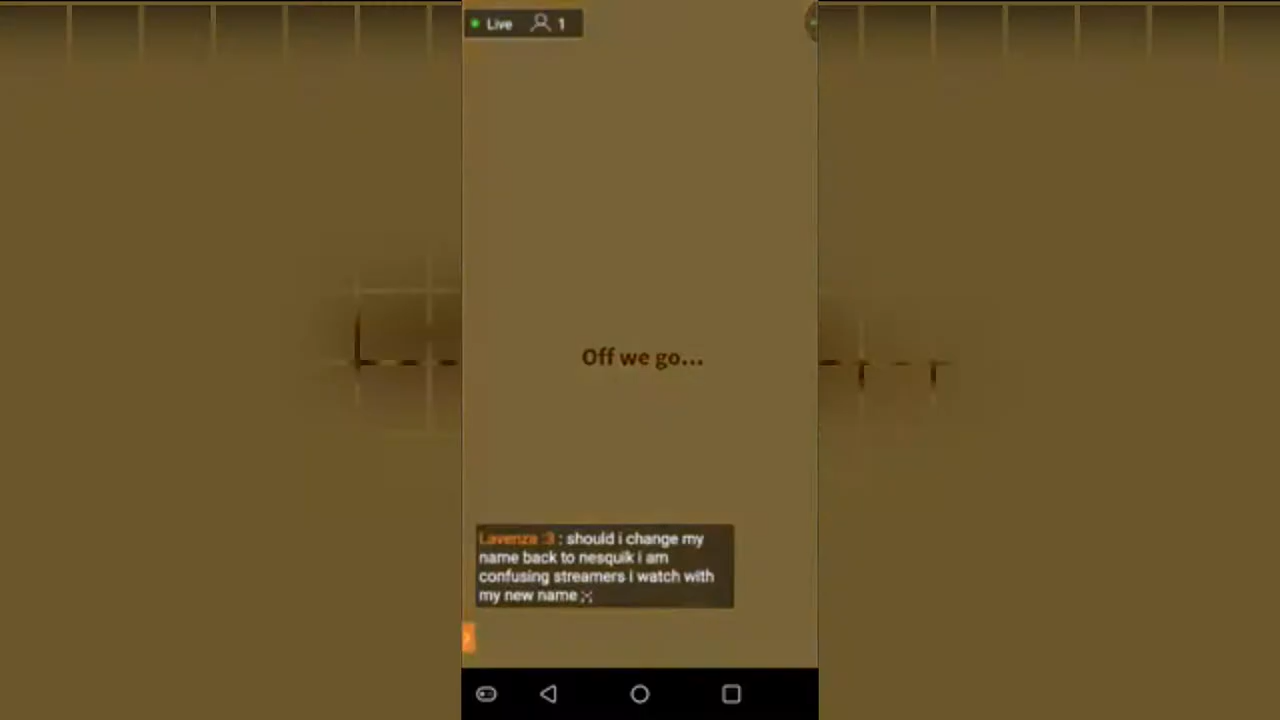 Live 1
Off we go...
Lavenza :3 : should i change my
name back to nesquik i am
confusing streamers i watch with
my new name ;-;